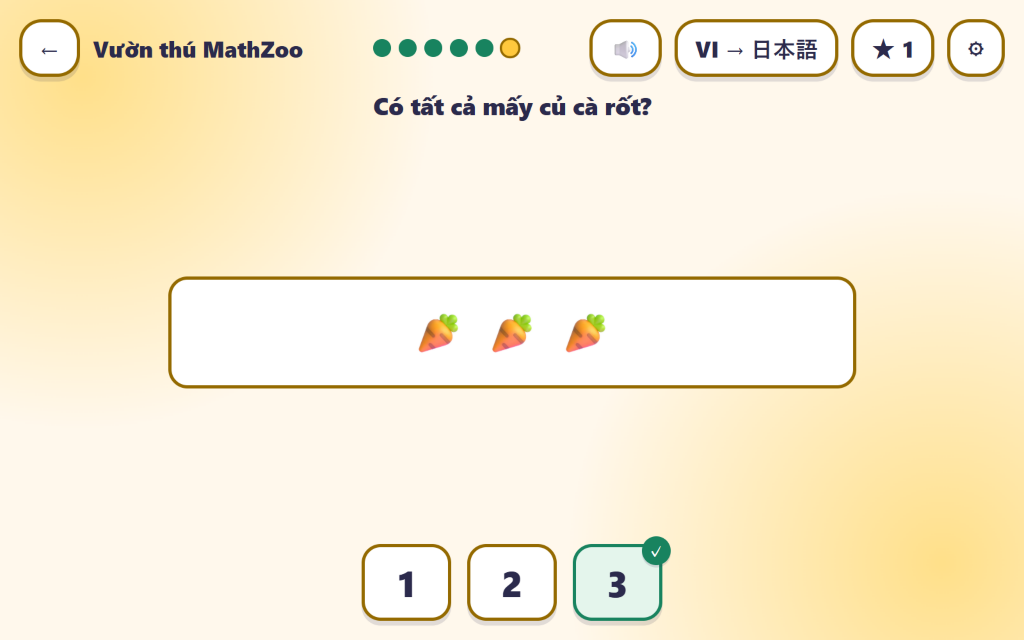 ← Vườn thú MathZoo VI → 日本語 ★ 1
Có tất cả mấy củ cà rốt?
1 2 3 ✓